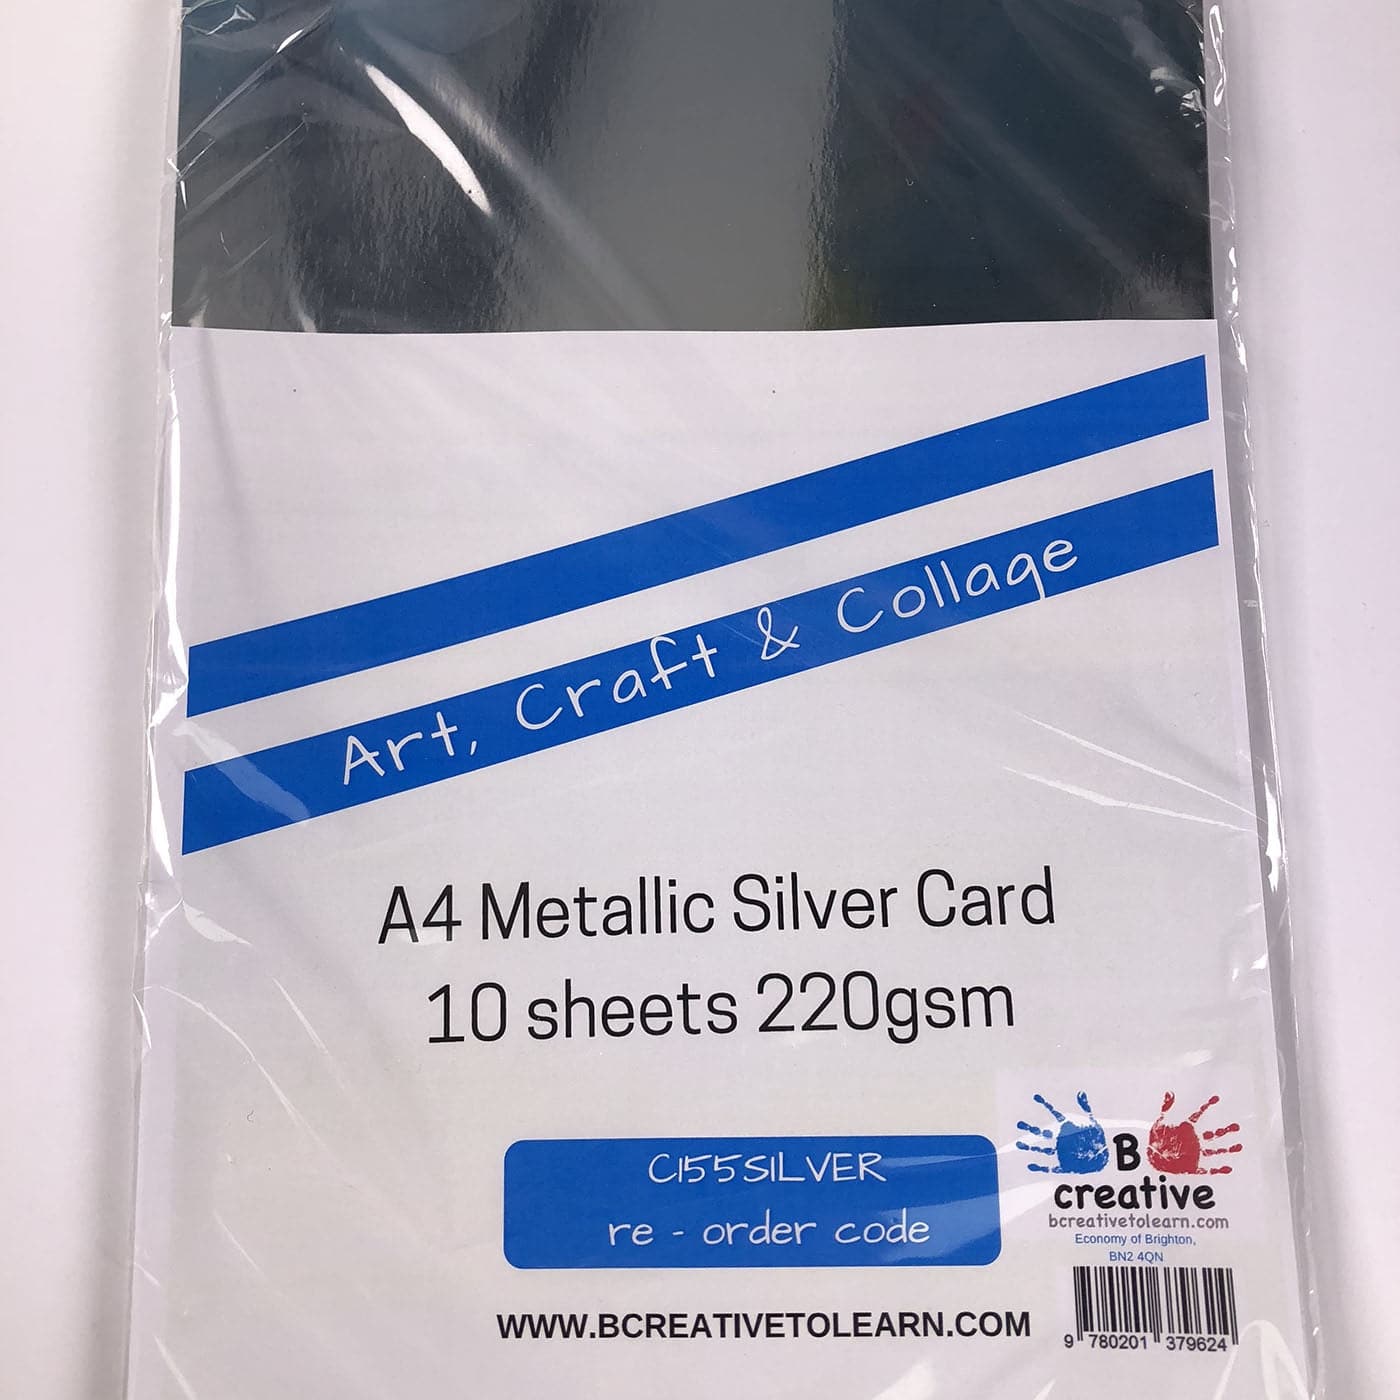 Art, Craft & Collage
A4 Metallic Silver Card
10 sheets 220gsm
C155SILVER
re - order code
B
creative
bcreativetolearn.com
Economy of Brighton,
BN2 4QN
WWW.BCREATIVETOLEARN.COM
9 780201 379624